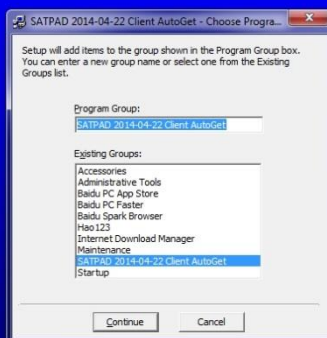 SATPAD 2014-04-22 Client AutoGet - Choose Progra...
Setup will add items to the group shown in the Program Group box.
You can enter a new group name or select one from the Existing
Groups list.
Program Group:
SATPAD 2014-04-22 Client AutoGet
Existing Groups:
Accessories
Administrative Tools
Baidu PC App Store
Baidu PC Faster
Baidu Spark Browser
Hao123
Internet Download Manager
Maintenance
SATPAD 2014-04-22 Client AutoGet
Startup
Continue
Cancel